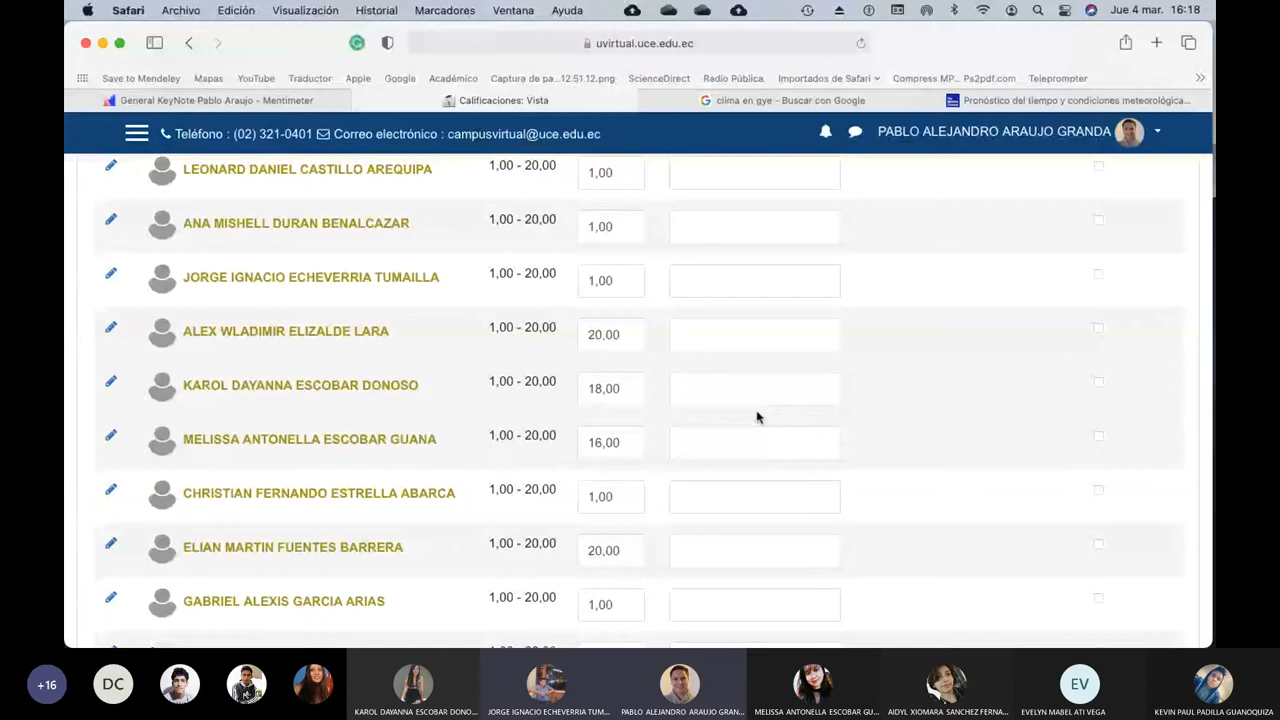 Safari Archivo Edición Visualización Historial Marcadores Ventana Ayuda Jue 4 mar. 16:18
uvirtual.uce.edu.ec
Save to Mendeley Mapas YouTube Traductor Apple Google Académico Captura de pa...12.51.12.png ScienceDirect Radio Pública Importados de Safari Compress MP... Ps2pdf.com Teleprompter
General KeyNote Pablo Araujo - Mentimeter Calificaciones: Vista clima en gye – Buscar con Google Pronóstico del tiempo y condiciones meteorológica...
Teléfono : (02) 321-0401 Correo electrónico : campusvirtual@uce.edu.ec PABLO ALEJANDRO ARAUJO GRANDA
LEONARD DANIEL CASTILLO AREQUIPA 1,00 - 20,00 1,00
ANA MISHELL DURAN BENALCAZAR 1,00 - 20,00 1,00
JORGE IGNACIO ECHEVERRIA TUMAILLA 1,00 - 20,00 1,00
ALEX WLADIMIR ELIZALDE LARA 1,00 - 20,00 20,00
KAROL DAYANNA ESCOBAR DONOSO 1,00 - 20,00 18,00
MELISSA ANTONELLA ESCOBAR GUANA 1,00 - 20,00 16,00
CHRISTIAN FERNANDO ESTRELLA ABARCA 1,00 - 20,00 1,00
ELIAN MARTIN FUENTES BARRERA 1,00 - 20,00 20,00
GABRIEL ALEXIS GARCIA ARIAS 1,00 - 20,00 1,00
+16 DC EV
KAROL DAYANNA ESCOBAR DONO... JORGE IGNACIO ECHEVERRIA TUM... PABLO ALEJANDRO ARAUJO GRAN... MELISSA ANTONELLA ESCOBAR GU... AIDYL XIOMARA SANCHEZ FERNA... EVELYN MABEL ATI VEGA KEVIN PAUL PADILLA GUANOQUIZA